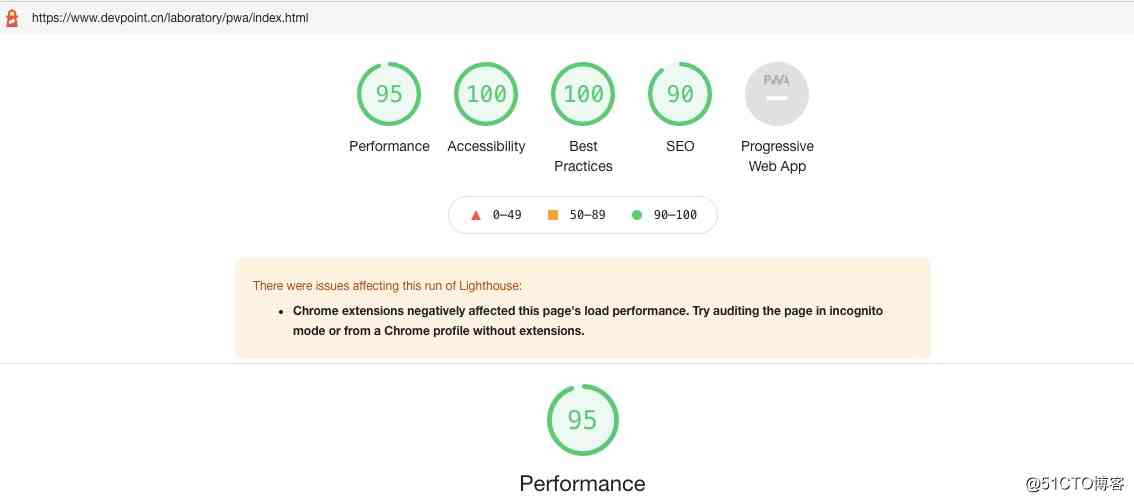 https://www.devpoint.cn/laboratory/pwa/index.html
95 100 100 90 PWA
Performance Accessibility Best SEO Progressive
Practices Web App
0–49 50–89 90–100
There were issues affecting this run of Lighthouse:
• Chrome extensions negatively affected this page's load performance. Try auditing the page in incognito
mode or from a Chrome profile without extensions.
95
Performance
@51CTO博客